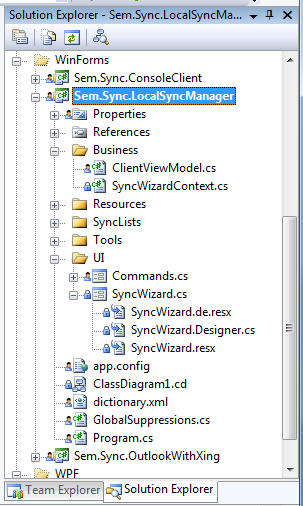 Solution Explorer - Sem.Sync.LocalSyncMa...
WinForms
Sem.Sync.ConsoleClient
Sem.Sync.LocalSyncManager
Properties
References
Business
ClientViewModel.cs
SyncWizardContext.cs
Resources
SyncLists
Tools
UI
Commands.cs
SyncWizard.cs
SyncWizard.de.resx
SyncWizard.Designer.cs
SyncWizard.resx
app.config
ClassDiagram1.cd
dictionary.xml
GlobalSuppressions.cs
Program.cs
Sem.Sync.OutlookWithXing
WPF
Team Explorer Solution Explorer